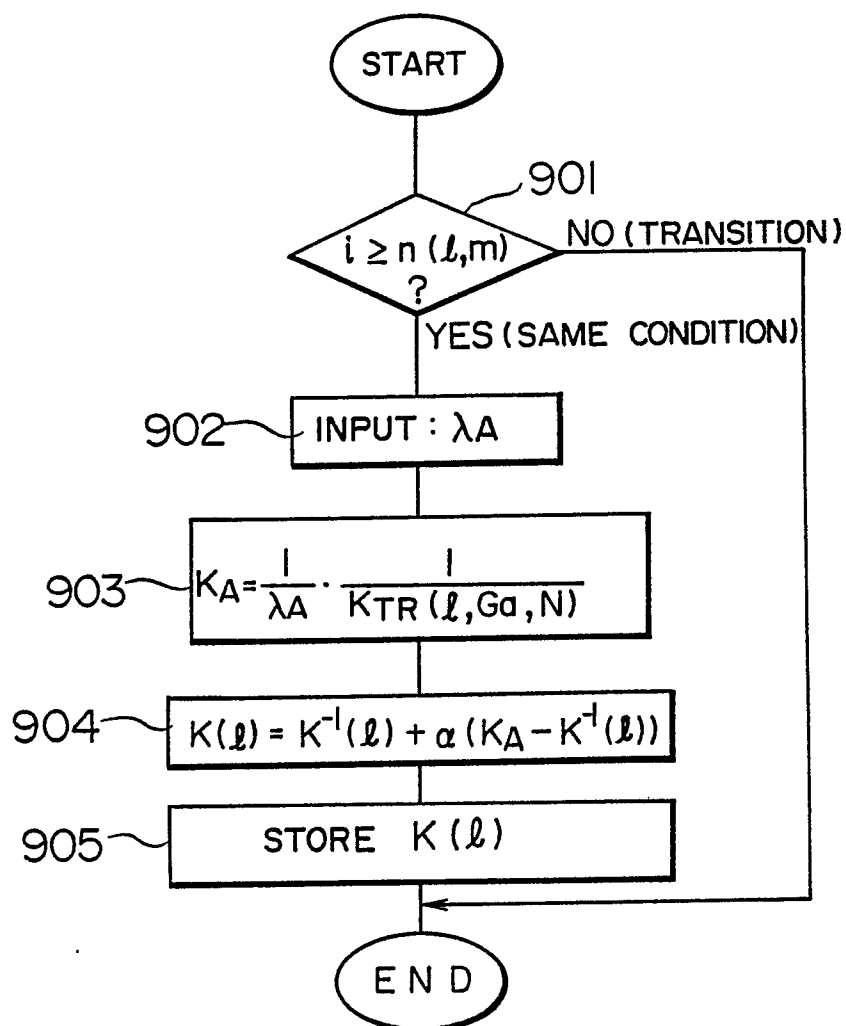 START
901
i ≥ n (ℓ,m)
?
NO (TRANSITION)
YES (SAME CONDITION)
902
INPUT : λA
903
KA = 1/λA · 1/KTR (ℓ, Ga, N)
904
K(ℓ) = K⁻¹(ℓ) + α (KA − K⁻¹(ℓ))
905
STORE K (ℓ)
END